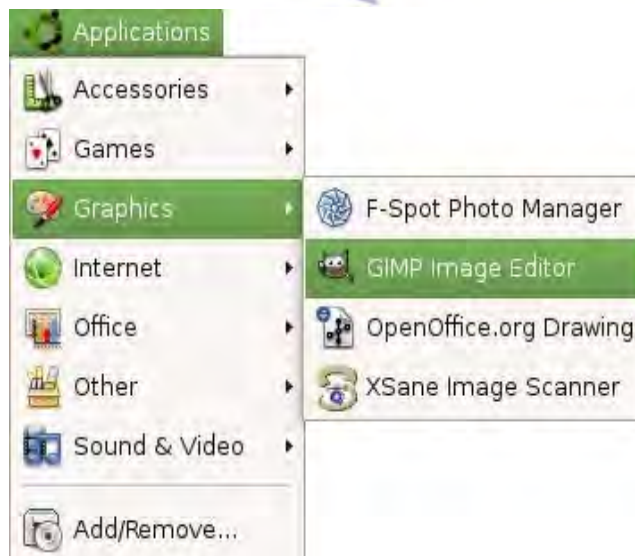 Applications
Accessories
Games
Graphics
Internet
Office
Other
Sound & Video
Add/Remove...
F-Spot Photo Manager
GIMP Image Editor
OpenOffice.org Drawing
XSane Image Scanner